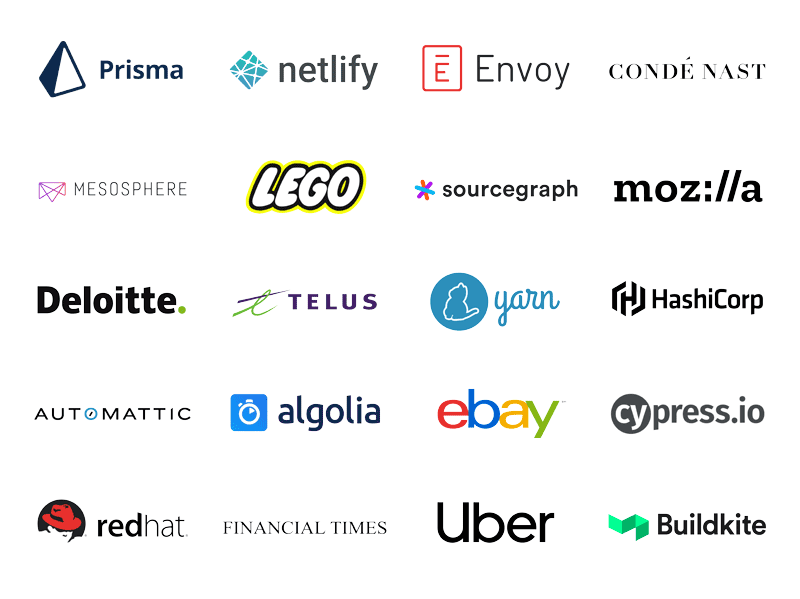 Prisma
netlify
Envoy
CONDÉ NAST
MESOSPHERE
LEGO
sourcegraph
moz://a
Deloitte.
TELUS
yarn
HashiCorp
AUTOMATTIC
algolia
ebay
cypress.io
redhat.
FINANCIAL TIMES
Uber
Buildkite